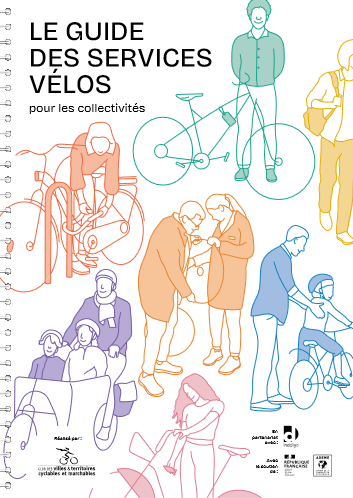 LE GUIDE
DES SERVICES
VÉLOS
pour les collectivités
Réalisé par :
villes & territoires
cyclables et marchables
En
partenariat
avec :
Avec
le soutien
de :
RÉPUBLIQUE
FRANÇAISE
ADEME